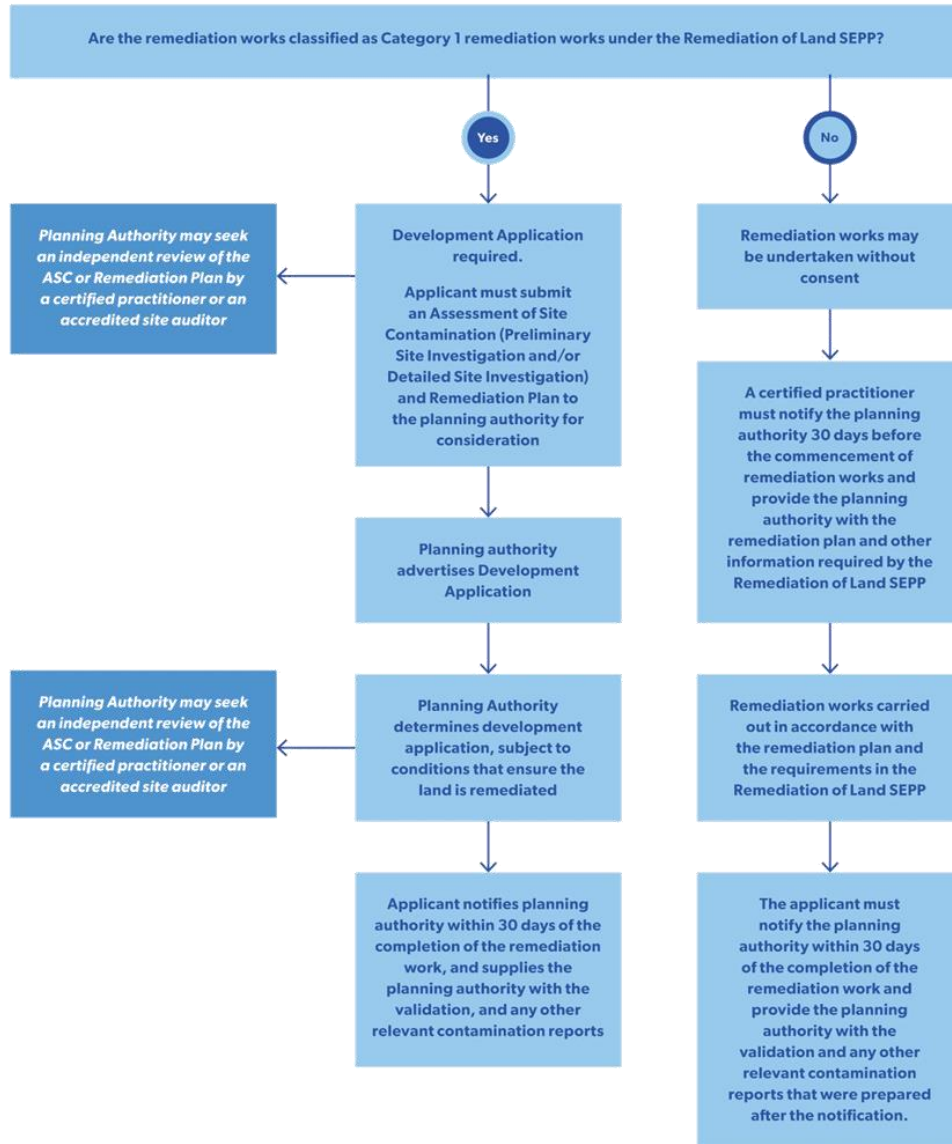 Are the remediation works classified as Category 1 remediation works under the Remediation of Land SEPP?
Yes
No
Planning Authority may seek
an independent review of the
ASC or Remediation Plan by
a certified practitioner or an
accredited site auditor
Development Application
required.
Applicant must submit
an Assessment of Site
Contamination (Preliminary
Site Investigation and/or
Detailed Site Investigation)
and Remediation Plan to
the planning authority for
consideration
Remediation works may
be undertaken without
consent
A certified practitioner
must notify the planning
authority 30 days before
the commencement of
remediation works and
provide the planning
authority with the
remediation plan and other
information required by the
Remediation of Land SEPP
Planning authority
advertises Development
Application
Planning Authority may seek
an independent review of the
ASC or Remediation Plan by
a certified practitioner or an
accredited site auditor
Planning Authority
determines development
application, subject to
conditions that ensure the
land is remediated
Remediation works carried
out in accordance with
the remediation plan and
the requirements in the
Remediation of Land SEPP
Applicant notifies planning
authority within 30 days of the
completion of the remediation
work, and supplies the
planning authority with the
validation, and any other
relevant contamination reports
The applicant must
notify the planning
authority within 30 days
of the completion of the
remediation work and
provide the planning
authority with the
validation and any other
relevant contamination
reports that were prepared
after the notification.